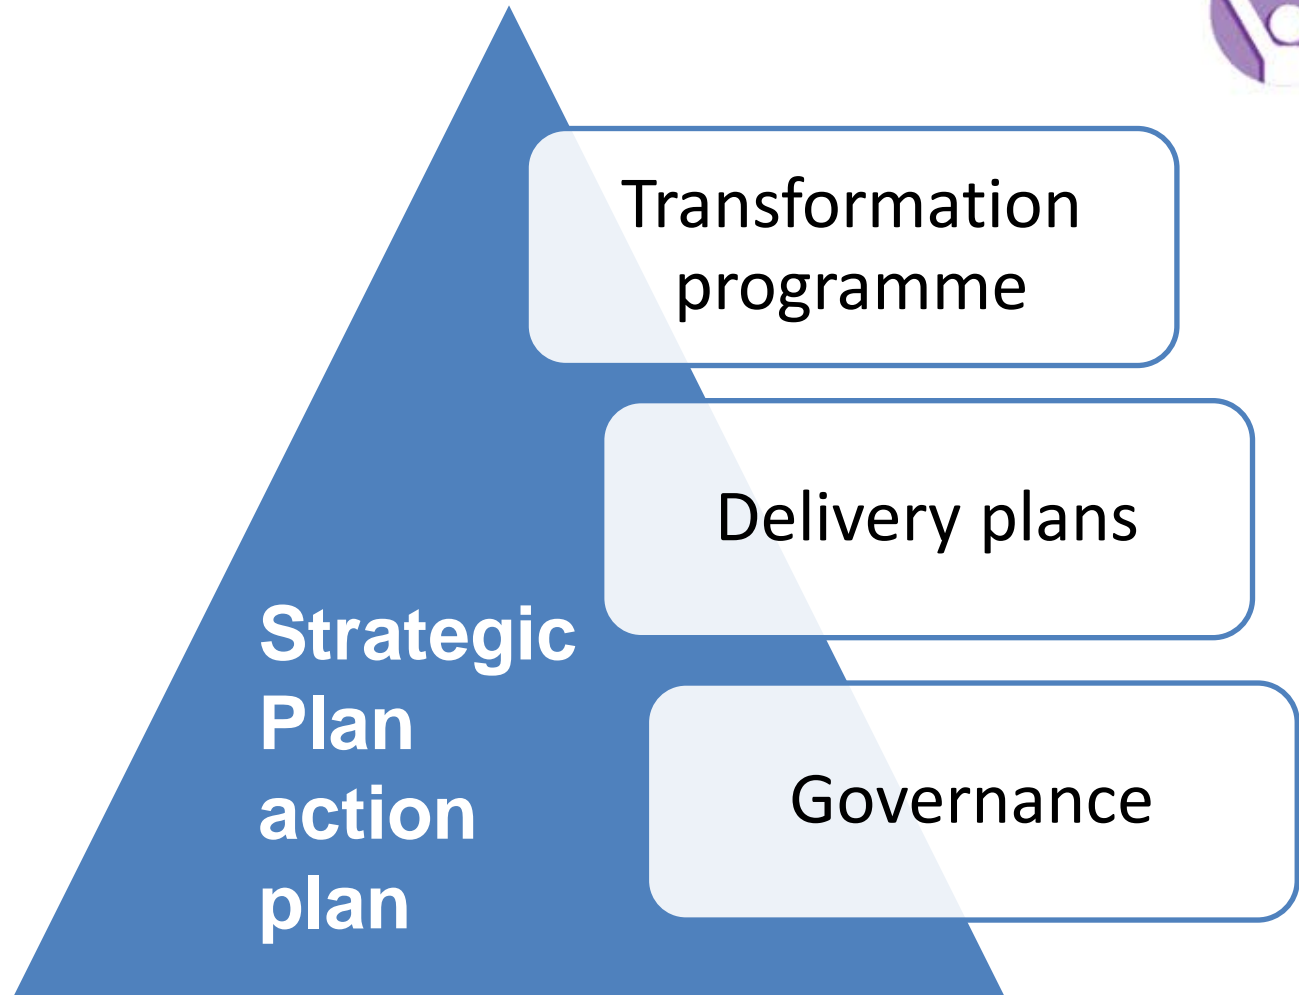 Transformation
programme
Delivery plans
Strategic
Plan
action
plan
Governance